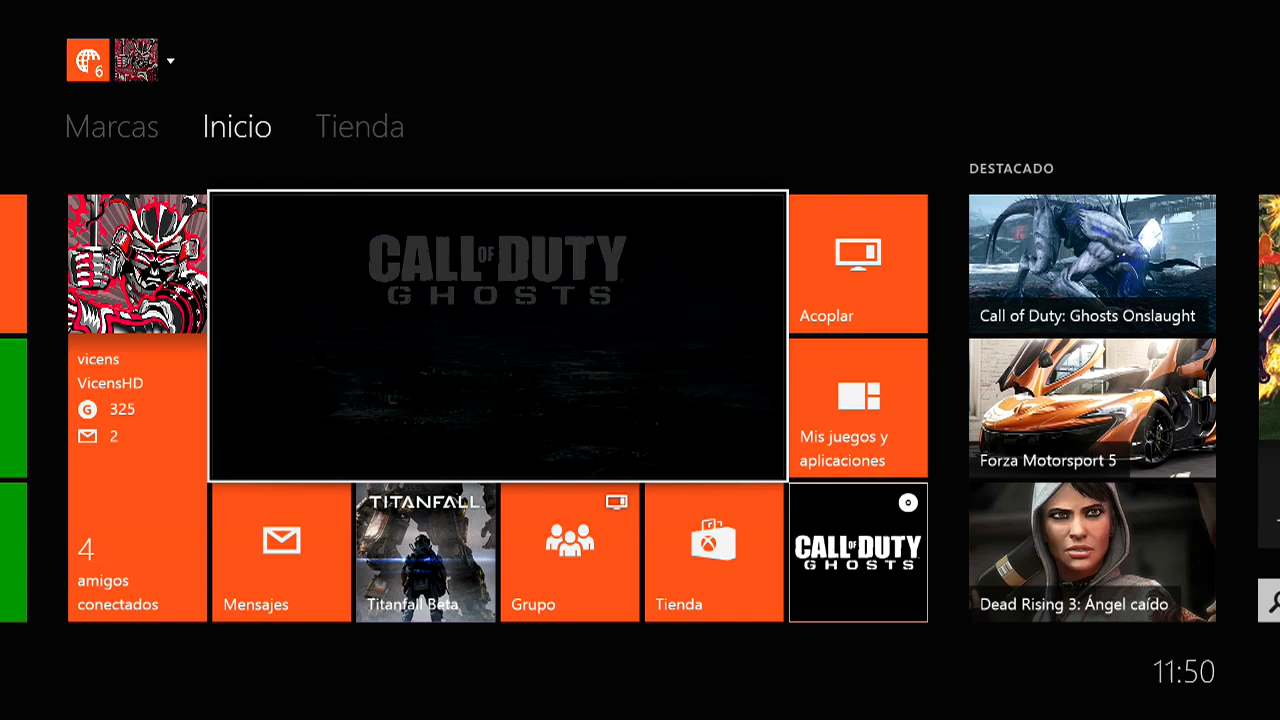 6
Marcas Inicio Tienda
DESTACADO
CALL OF DUTY
GHOSTS
vicens
VicensHD
G 325
2
4
amigos
conectados
Acoplar
Mis juegos y
aplicaciones
Mensajes
TITANFALL
Titanfall Beta
Grupo
Tienda
CALL OF DUTY
GHOSTS
Call of Duty: Ghosts Onslaught
Forza Motorsport 5
Dead Rising 3: Ángel caído
11:50